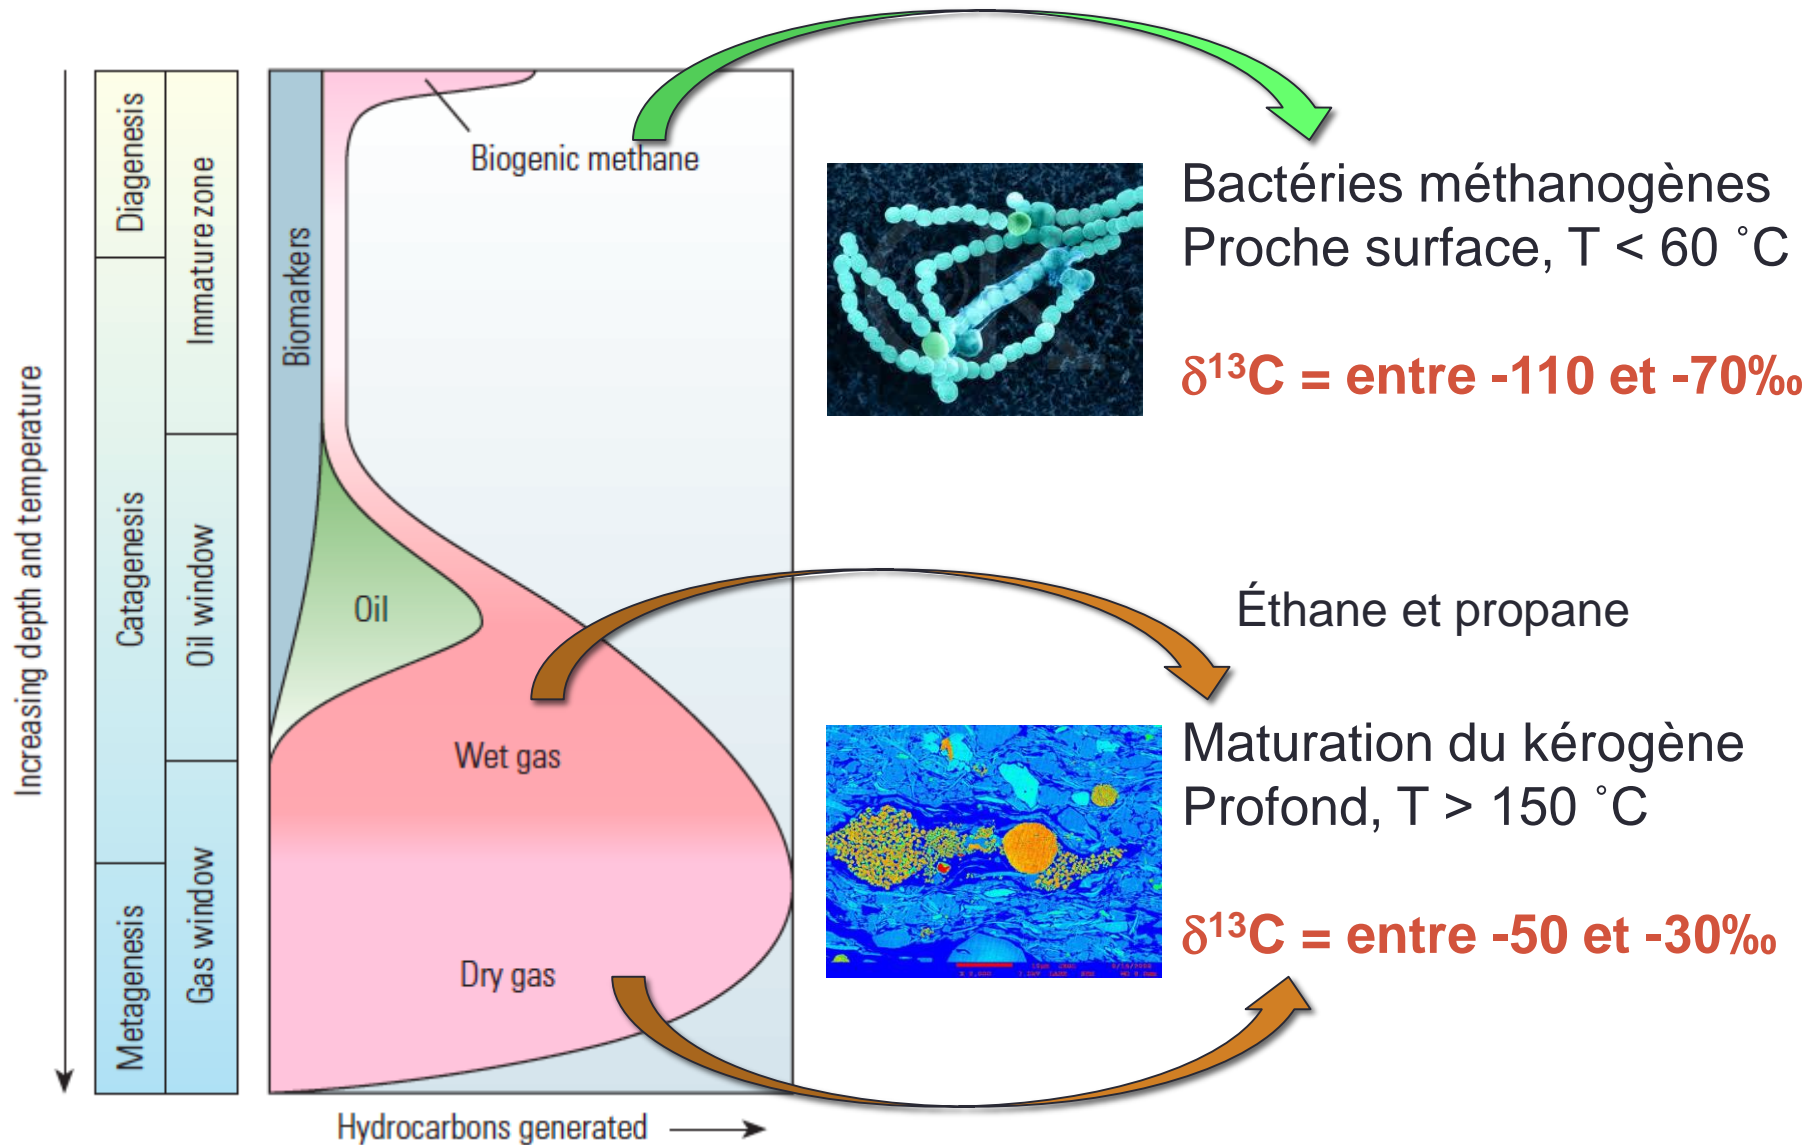 Increasing depth and temperature
Diagenesis
Catagenesis
Metagenesis
Immature zone
Oil window
Gas window
Biomarkers
Biogenic methane
Oil
Wet gas
Dry gas
Hydrocarbons generated
Bactéries méthanogènes
Proche surface, T < 60 ˚C
δ¹³C = entre -110 et -70‰
Éthane et propane
Maturation du kérogène
Profond, T > 150 ˚C
δ¹³C = entre -50 et -30‰